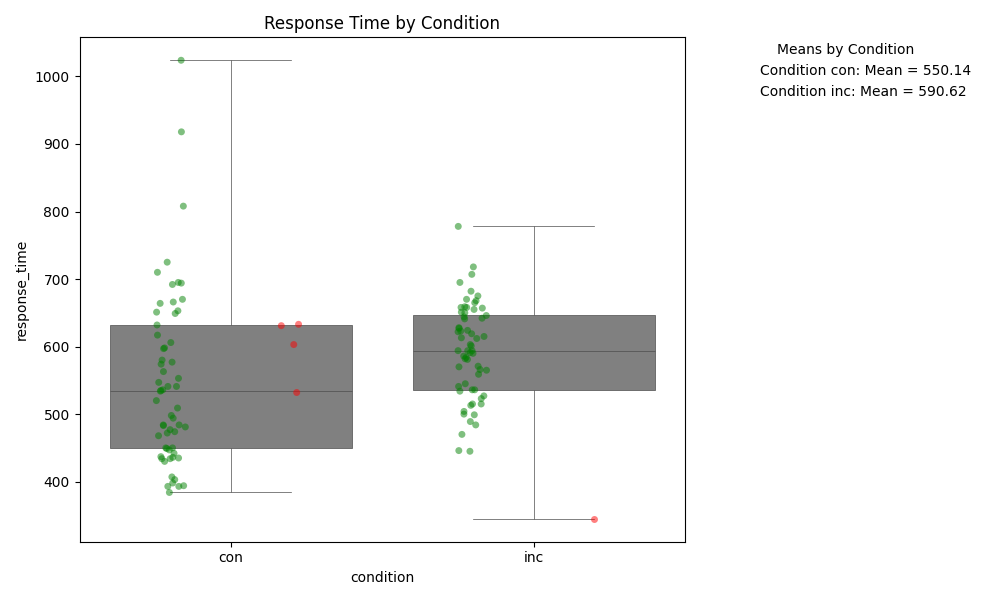 Response Time by Condition
Means by Condition
Condition con: Mean = 550.14
Condition inc: Mean = 590.62
1000
900
800
700
600
500
400
response_time
con
inc
condition